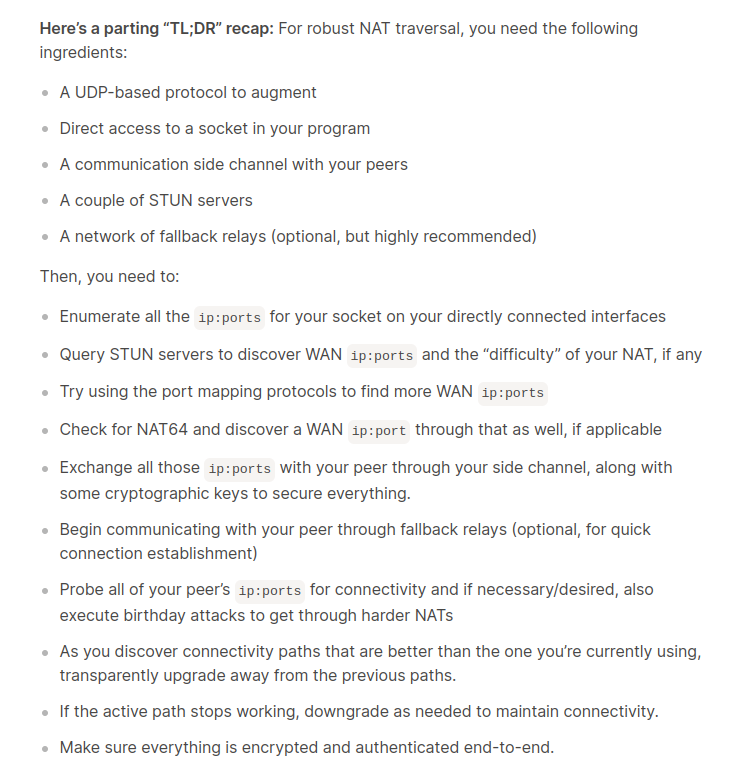 Here’s a parting “TL;DR” recap: For robust NAT traversal, you need the following
ingredients:
A UDP-based protocol to augment
Direct access to a socket in your program
A communication side channel with your peers
A couple of STUN servers
A network of fallback relays (optional, but highly recommended)
Then, you need to:
Enumerate all the ip:ports for your socket on your directly connected interfaces
Query STUN servers to discover WAN ip:ports and the “difficulty” of your NAT, if any
Try using the port mapping protocols to find more WAN ip:ports
Check for NAT64 and discover a WAN ip:port through that as well, if applicable
Exchange all those ip:ports with your peer through your side channel, along with
some cryptographic keys to secure everything.
Begin communicating with your peer through fallback relays (optional, for quick
connection establishment)
Probe all of your peer’s ip:ports for connectivity and if necessary/desired, also
execute birthday attacks to get through harder NATs
As you discover connectivity paths that are better than the one you’re currently using,
transparently upgrade away from the previous paths.
If the active path stops working, downgrade as needed to maintain connectivity.
Make sure everything is encrypted and authenticated end-to-end.